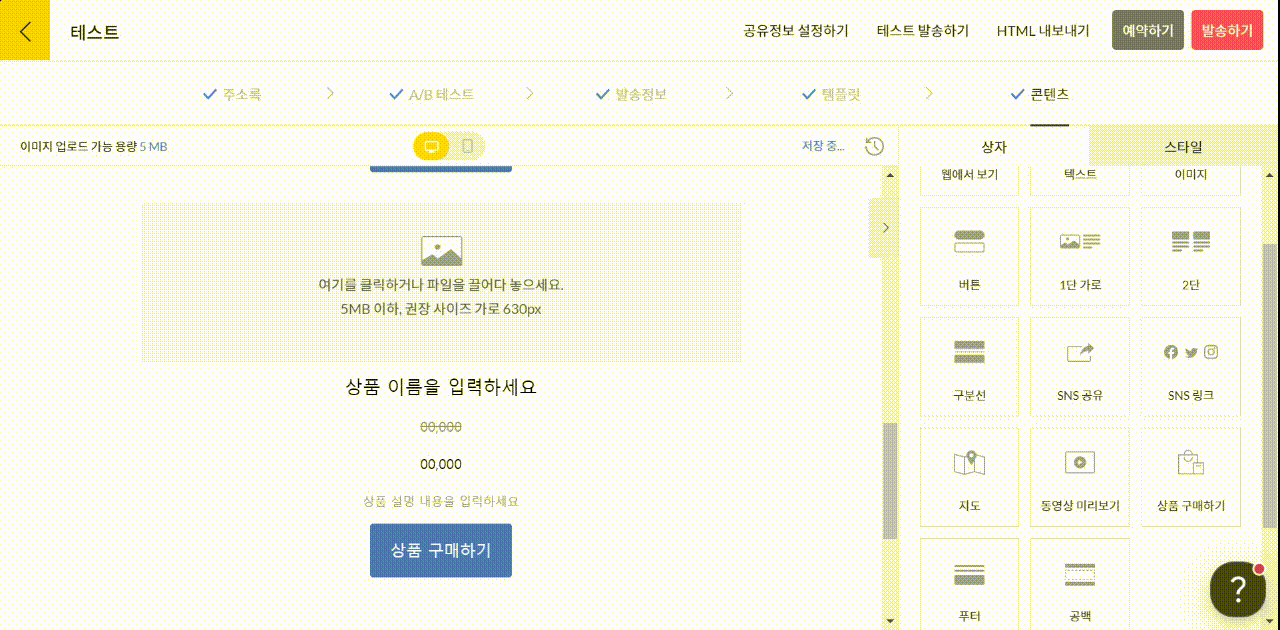 테스트
공유정보 설정하기
테스트 발송하기
HTML 내보내기
예약하기
발송하기
주소록
A/B 테스트
발송정보
템플릿
콘텐츠
이미지 업로드 가능 용량 5 MB
저장 중...
상자
스타일
웹에서 보기
텍스트
이미지
여기를 클릭하거나 파일을 끌어다 놓으세요.
5MB 이하, 권장 사이즈 가로 630px
상품 이름을 입력하세요
00,000
00,000
상품 설명 내용을 입력하세요
상품 구매하기
버튼
1단 가로
2단
구분선
SNS 공유
SNS 링크
지도
동영상 미리보기
상품 구매하기
푸터
공백
?